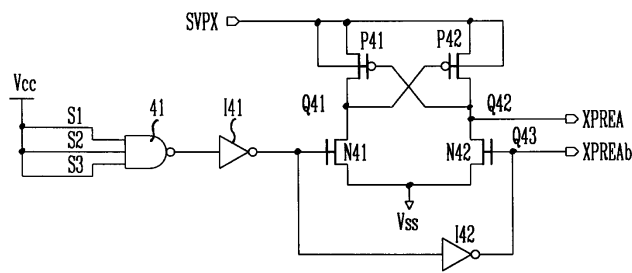 SVPX
P41 P42
Vcc
S1 41 I41 Q41 Q42 XPREA
S2
S3 N41 N42 Q43 XPREAb
Vss
I42